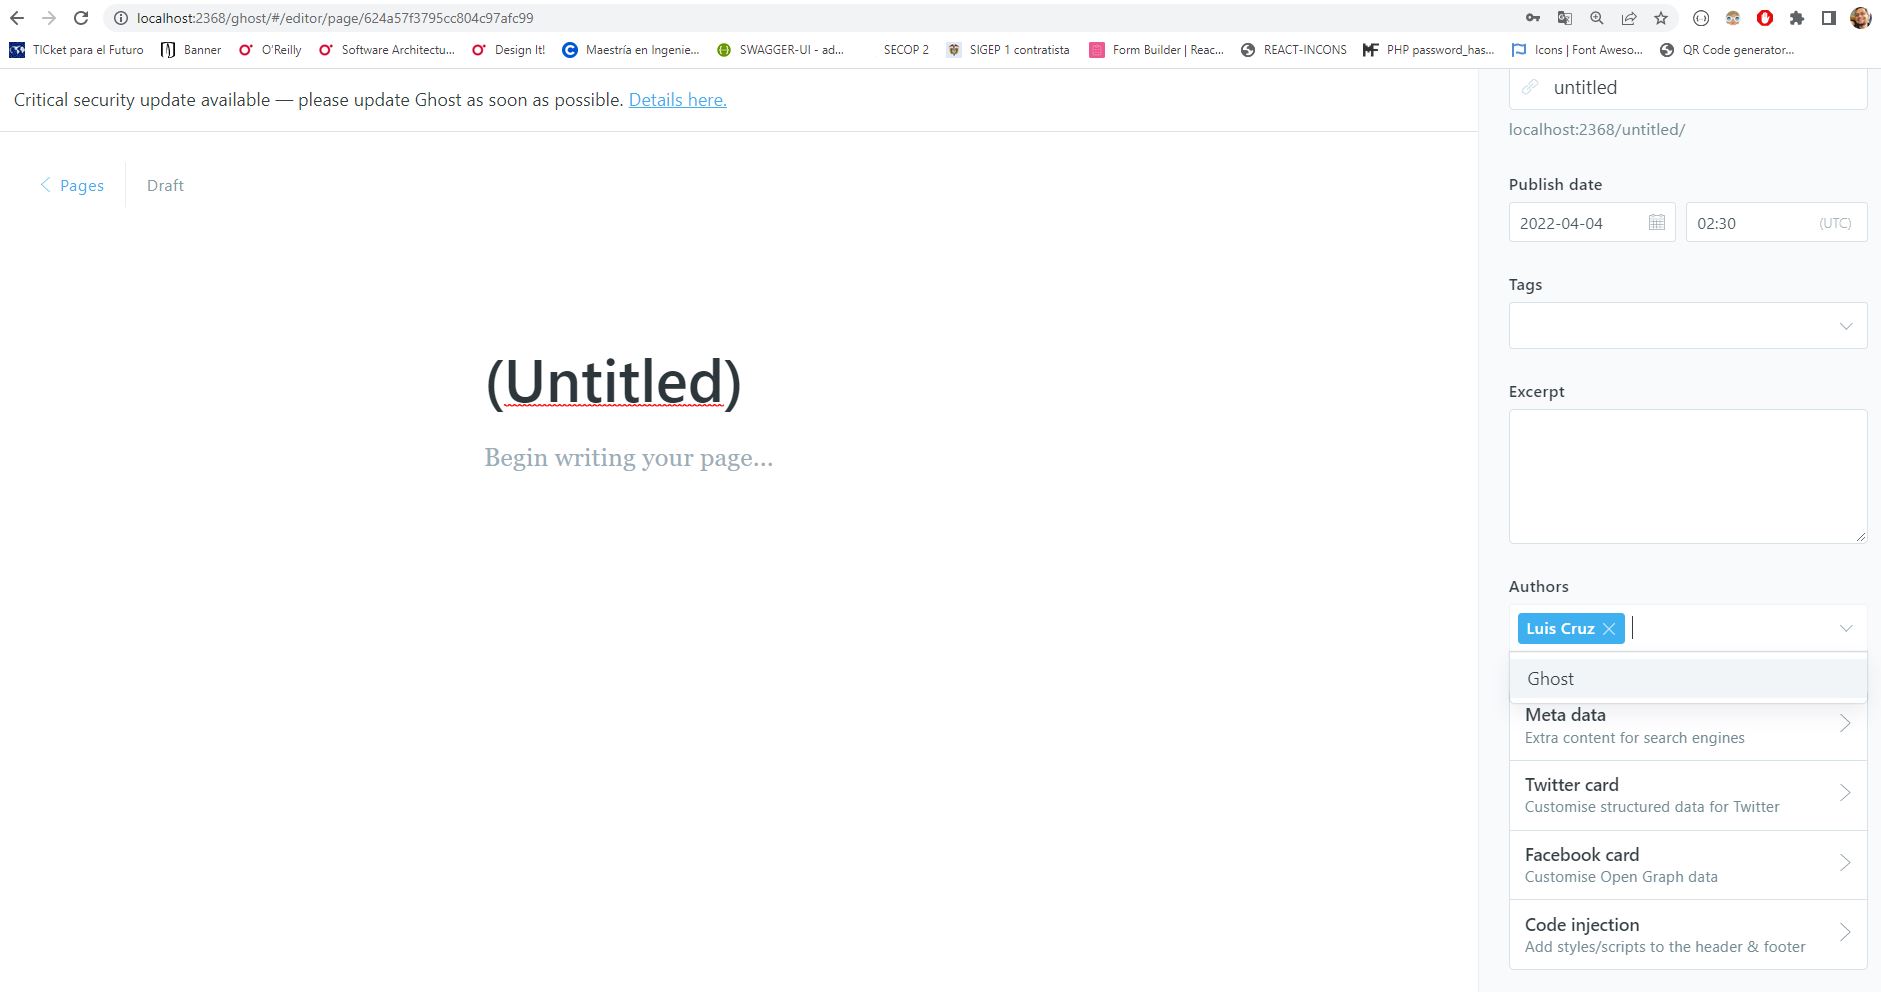 localhost:2368/ghost/#/editor/page/624a57f3795cc804c97afc99
TICket para el Futuro
Banner
O'Reilly
Software Architectu...
Design It!
Maestría en Ingenie...
SWAGGER-UI - ad...
SECOP 2
SIGEP 1 contratista
Form Builder | Reac...
REACT-INCONS
PHP password_has...
Icons | Font Aweso...
QR Code generator...
Critical security update available — please update Ghost as soon as possible. Details here.
Pages
Draft
(Untitled)
Begin writing your page...
untitled
localhost:2368/untitled/
Publish date
2022-04-04
02:30 (UTC)
Tags
Excerpt
Authors
Luis Cruz
Ghost
Meta data
Extra content for search engines
Twitter card
Customise structured data for Twitter
Facebook card
Customise Open Graph data
Code injection
Add styles/scripts to the header & footer